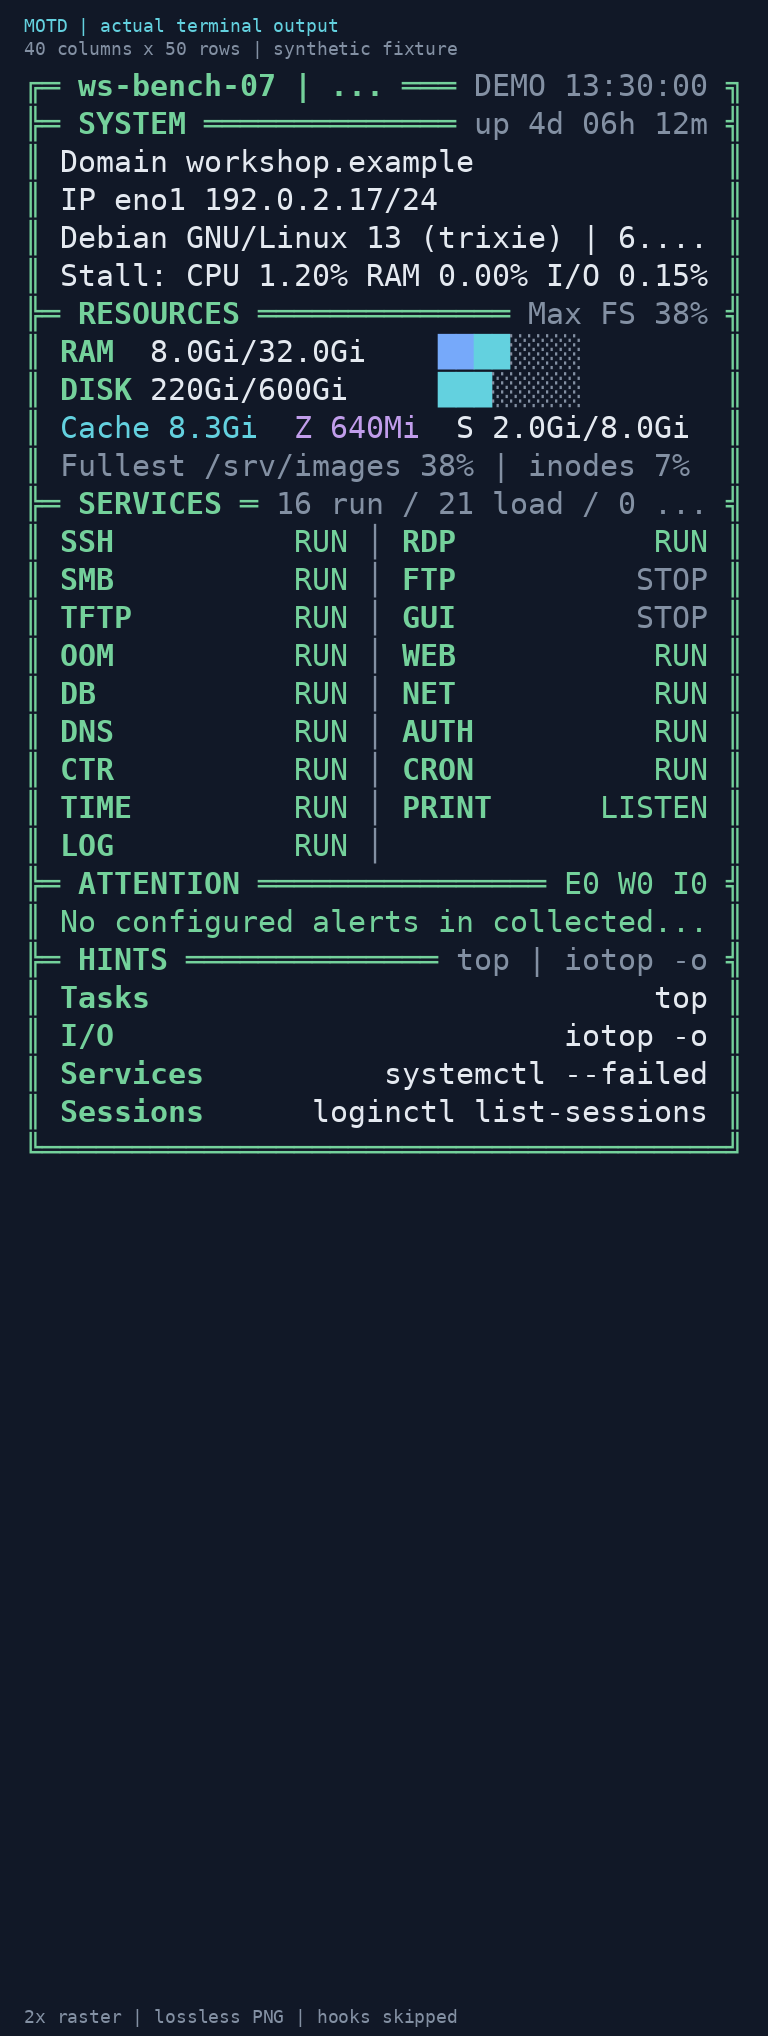 MOTD | actual terminal output
40 columns x 50 rows | synthetic fixture
╔═ ws-bench-07 | ... ═══ DEMO 13:30:00 ╗
╠═ SYSTEM ══════════════ up 4d 06h 12m ╣
║ Domain workshop.example              ║
║ IP eno1 192.0.2.17/24                ║
║ Debian GNU/Linux 13 (trixie) | 6.... ║
║ Stall: CPU 1.20% RAM 0.00% I/O 0.15% ║
╠═ RESOURCES ══════════════ Max FS 38% ╣
║ RAM  8.0Gi/32.0Gi    ████░░░░        ║
║ DISK 220Gi/600Gi     ███░░░░░        ║
║ Cache 8.3Gi  Z 640Mi  S 2.0Gi/8.0Gi  ║
║ Fullest /srv/images 38% | inodes 7%  ║
╠═ SERVICES ═ 16 run / 21 load / 0 ... ╣
║ SSH          RUN │ RDP           RUN ║
║ SMB          RUN │ FTP          STOP ║
║ TFTP         RUN │ GUI          STOP ║
║ OOM          RUN │ WEB           RUN ║
║ DB           RUN │ NET           RUN ║
║ DNS          RUN │ AUTH          RUN ║
║ CTR          RUN │ CRON          RUN ║
║ TIME         RUN │ PRINT      LISTEN ║
║ LOG          RUN │                   ║
╠═ ATTENTION ════════════════ E0 W0 I0 ╣
║ No configured alerts in collected... ║
╠═ HINTS ══════════════ top | iotop -o ╣
║ Tasks                            top ║
║ I/O                         iotop -o ║
║ Services          systemctl --failed ║
║ Sessions      loginctl list-sessions ║
╚══════════════════════════════════════╝
2x raster | lossless PNG | hooks skipped